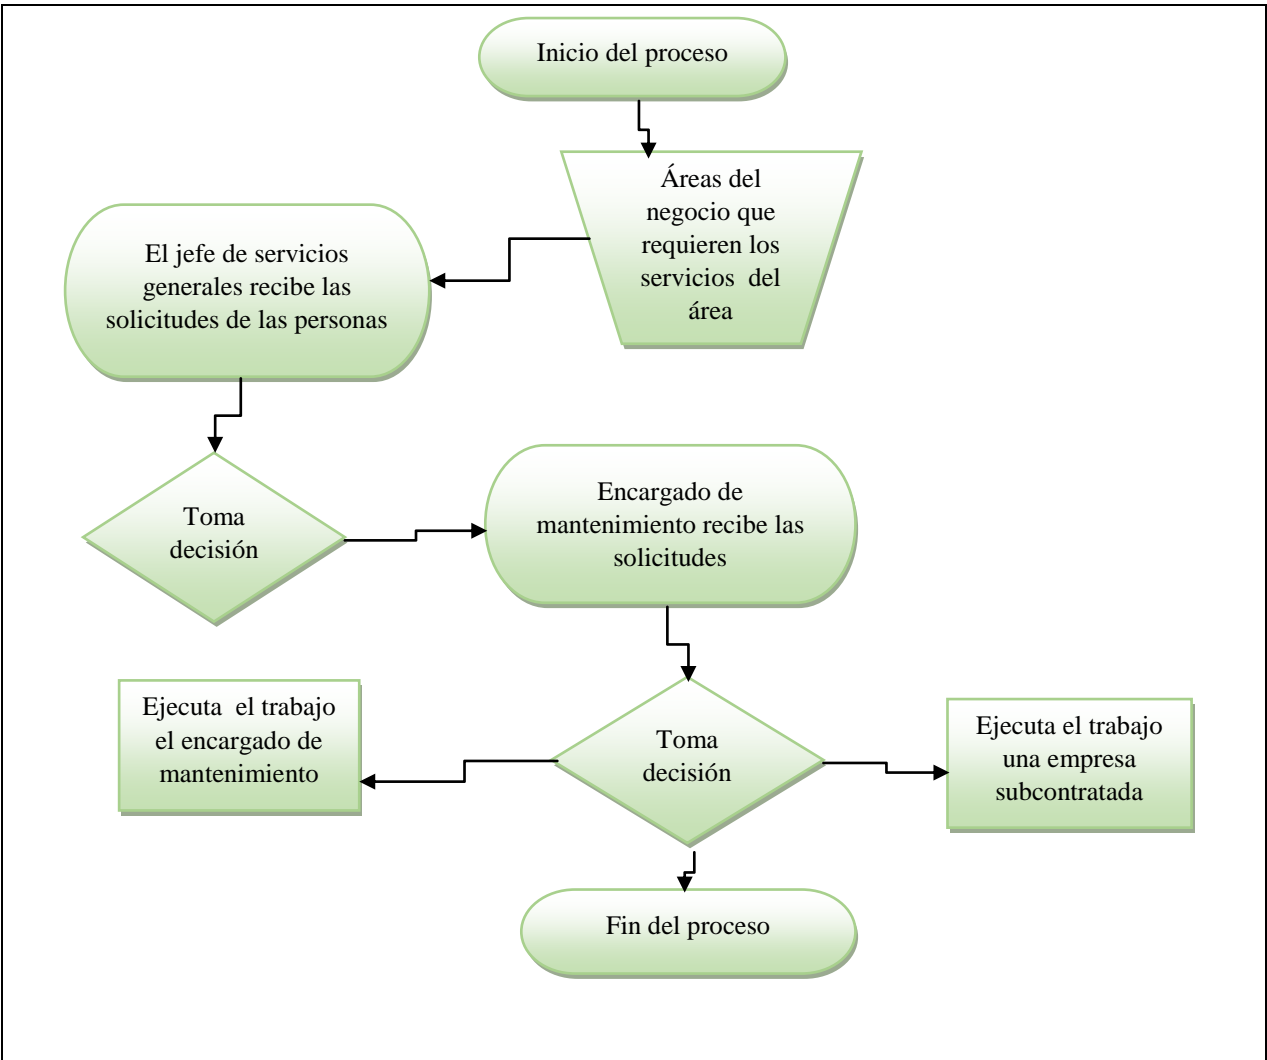 Inicio del proceso
Áreas del
negocio que
requieren los
servicios del
área
El jefe de servicios
generales recibe las
solicitudes de las personas
Toma
decisión
Encargado de
mantenimiento recibe las
solicitudes
Ejecuta el trabajo
el encargado de
mantenimiento
Toma
decisión
Ejecuta el trabajo
una empresa
subcontratada
Fin del proceso